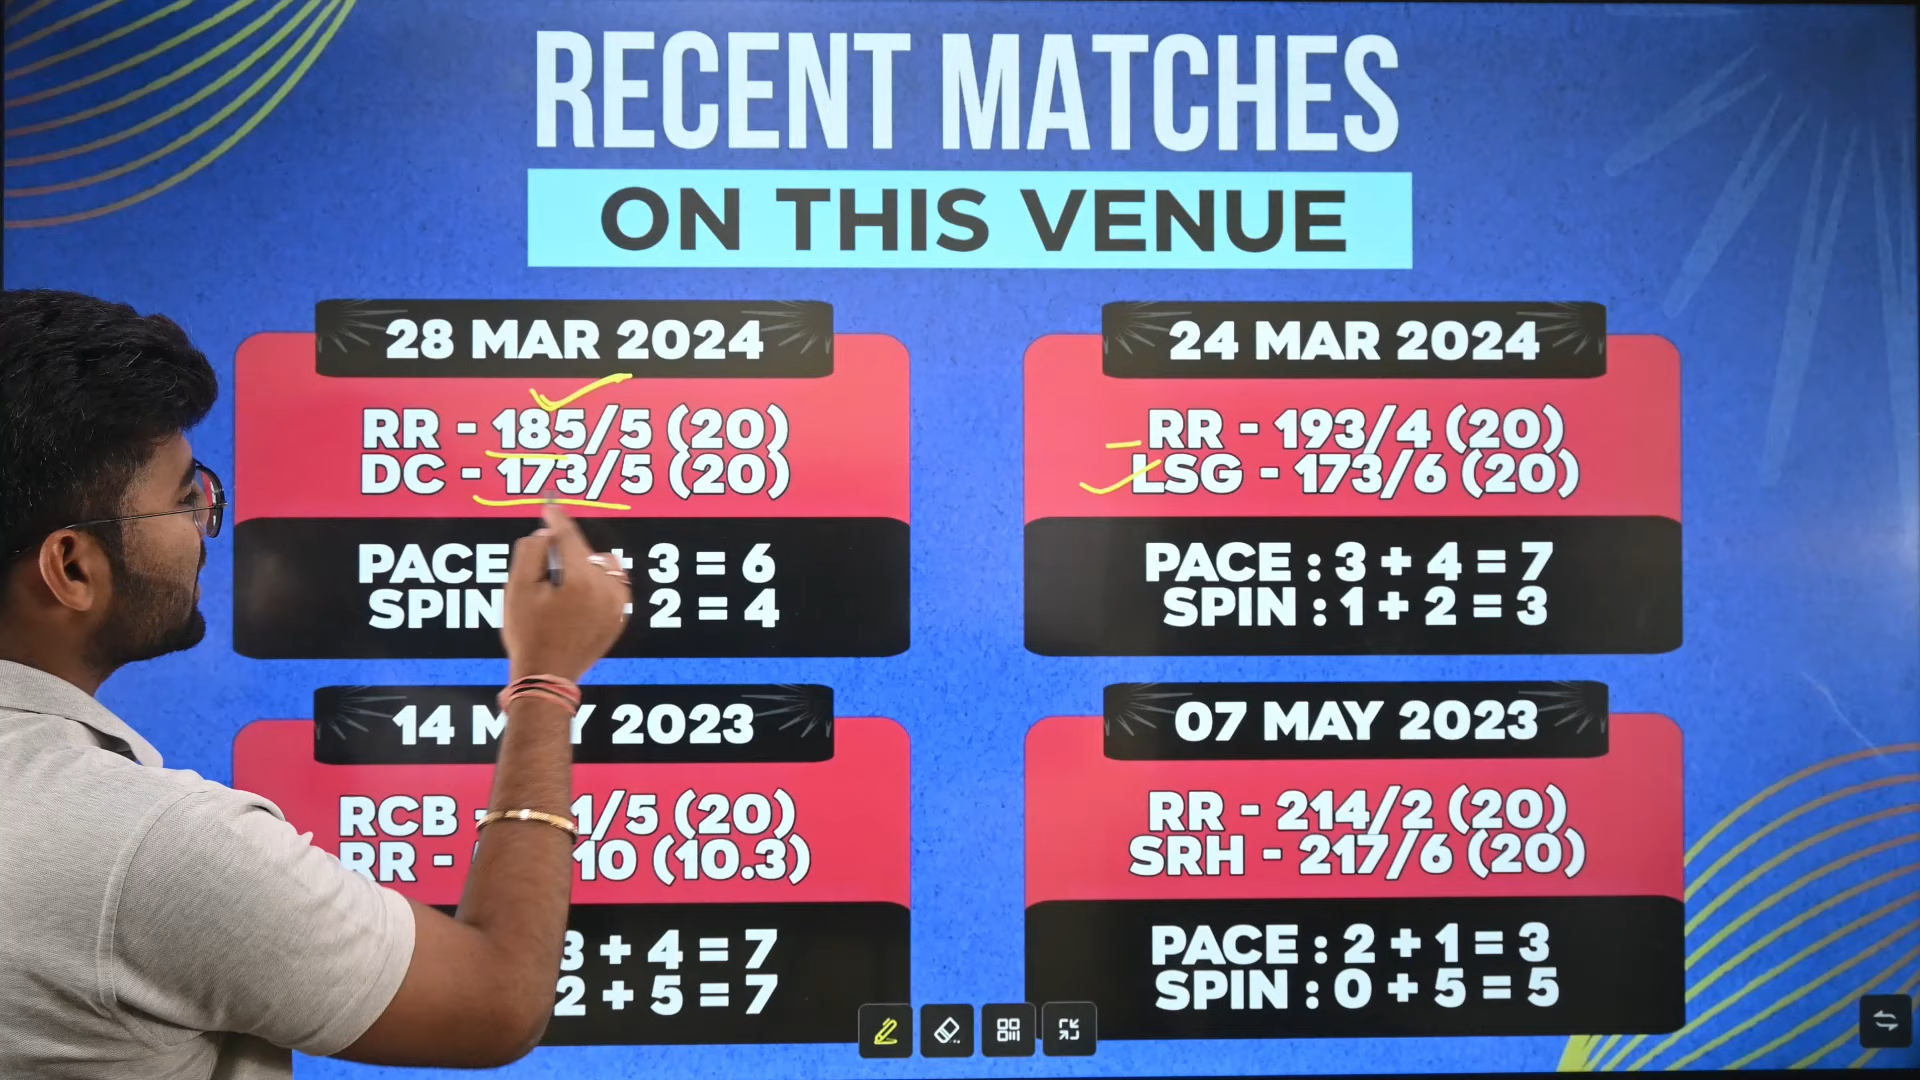 RECENT MATCHES
ON THIS VENUE
28 MAR 2024
RR - 185/5 (20)
DC - 173/5 (20)
PACE + 3 = 6
SPIN 2 = 4
24 MAR 2024
RR - 193/4 (20)
LSG - 173/6 (20)
PACE : 3 + 4 = 7
SPIN : 1 + 2 = 3
14 2023
RCB 1/5 (20)
RR - 10 (10.3)
3 + 4 = 7
2 + 5 = 7
07 MAY 2023
RR - 214/2 (20)
SRH - 217/6 (20)
PACE : 2 + 1 = 3
SPIN : 0 + 5 = 5